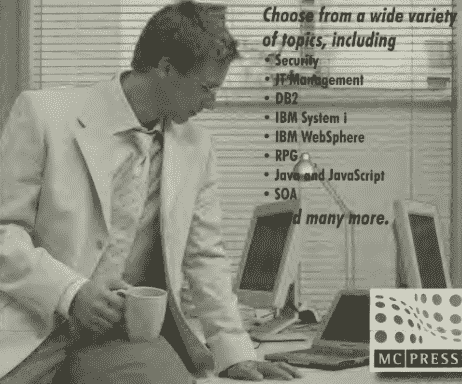 Choose from a wide variety
of topics, including
• Security
• IT Management
• DB2
• IBM System i
• IBM WebSphere
• RPG
• Java and JavaScript
• SOA
d many more.
MC|PRESS